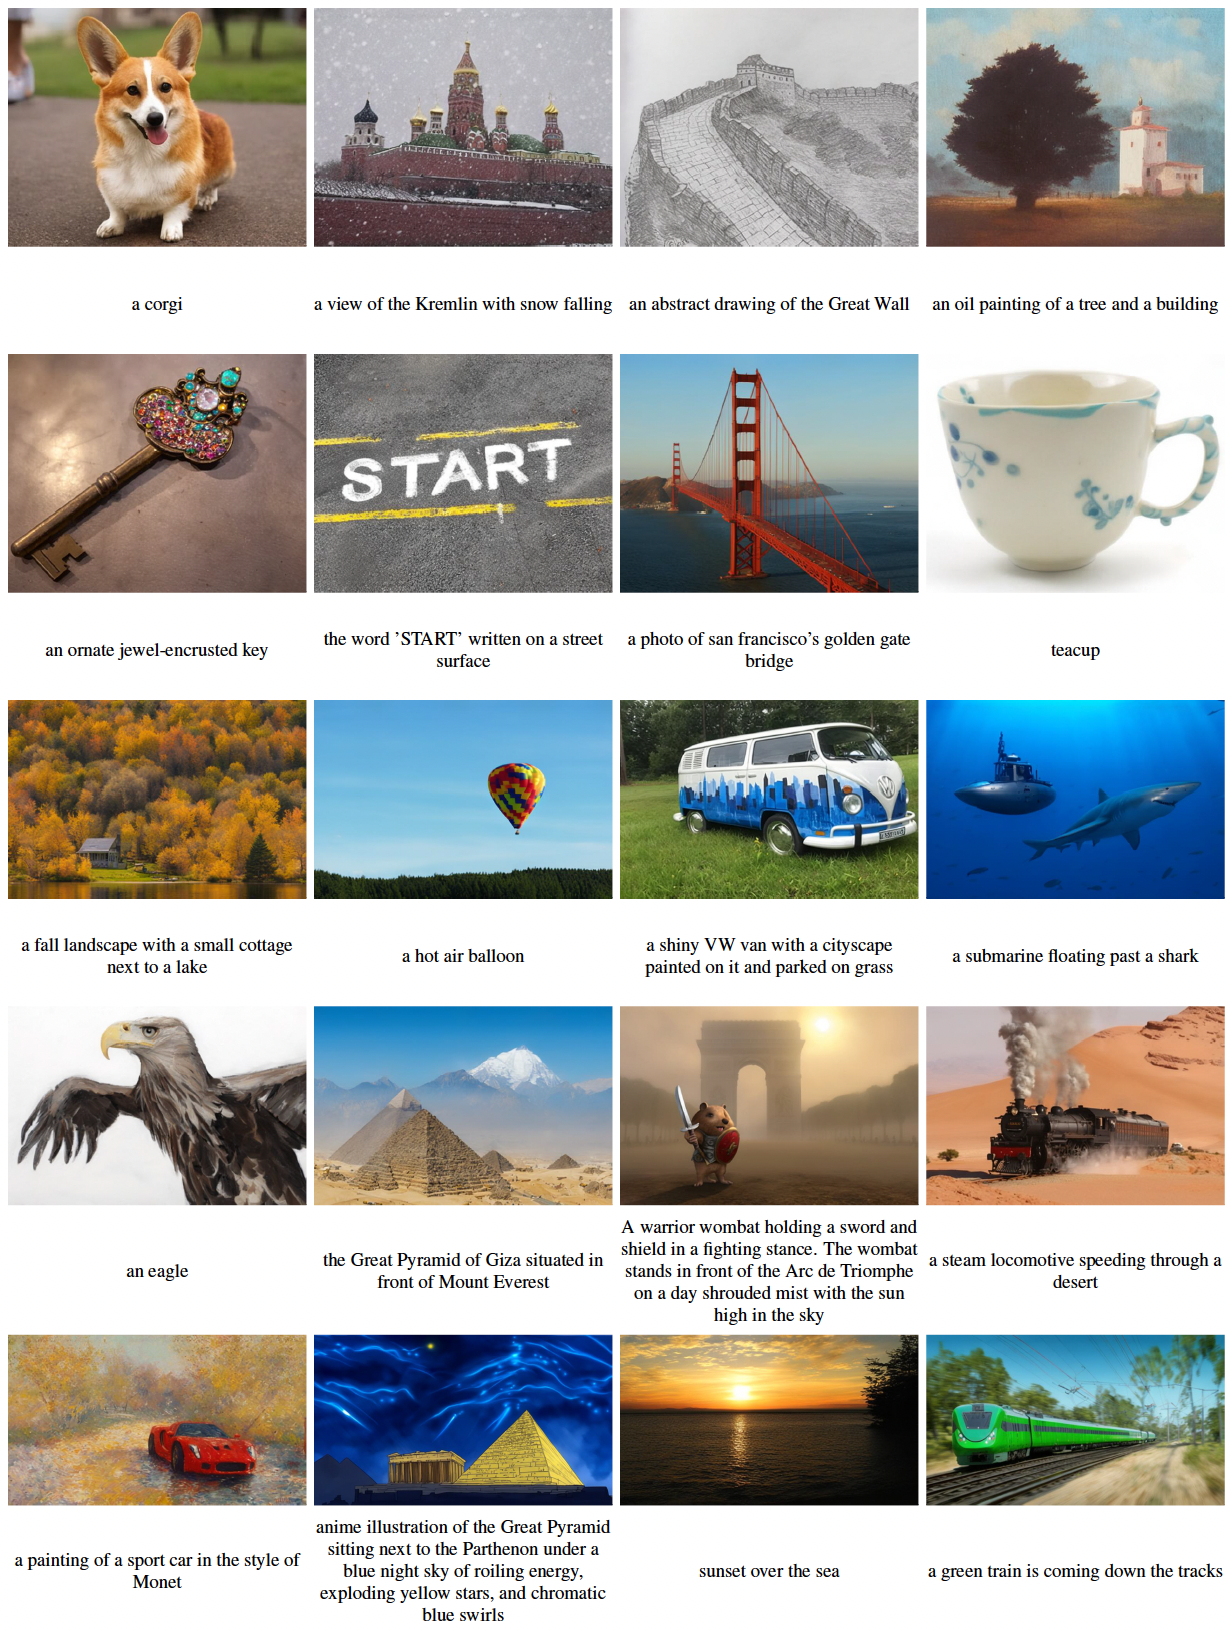 a corgi
a view of the Kremlin with snow falling
an abstract drawing of the Great Wall
an oil painting of a tree and a building
START
an ornate jewel-encrusted key
the word ’START’ written on a street
surface
a photo of san francisco’s golden gate
bridge
teacup
a fall landscape with a small cottage
next to a lake
a hot air balloon
a shiny VW van with a cityscape
painted on it and parked on grass
a submarine floating past a shark
an eagle
the Great Pyramid of Giza situated in
front of Mount Everest
A warrior wombat holding a sword and
shield in a fighting stance. The wombat
stands in front of the Arc de Triomphe
on a day shrouded mist with the sun
high in the sky
a steam locomotive speeding through a
desert
a painting of a sport car in the style of
Monet
anime illustration of the Great Pyramid
sitting next to the Parthenon under a
blue night sky of roiling energy,
exploding yellow stars, and chromatic
blue swirls
sunset over the sea
a green train is coming down the tracks